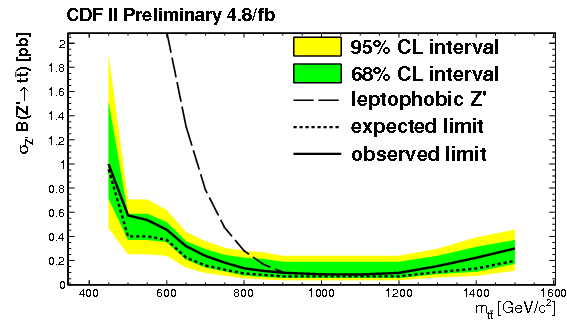 CDF II Preliminary 4.8/fb
σZ' B(Z'→ tt̄) [pb]
2
1.8
1.6
1.4
1.2
1
0.8
0.6
0.4
0.2
0
95% CL interval
68% CL interval
leptophobic Z'
expected limit
observed limit
400 600 800 1000 1200 1400 1600
mtt̄ [GeV/c²]